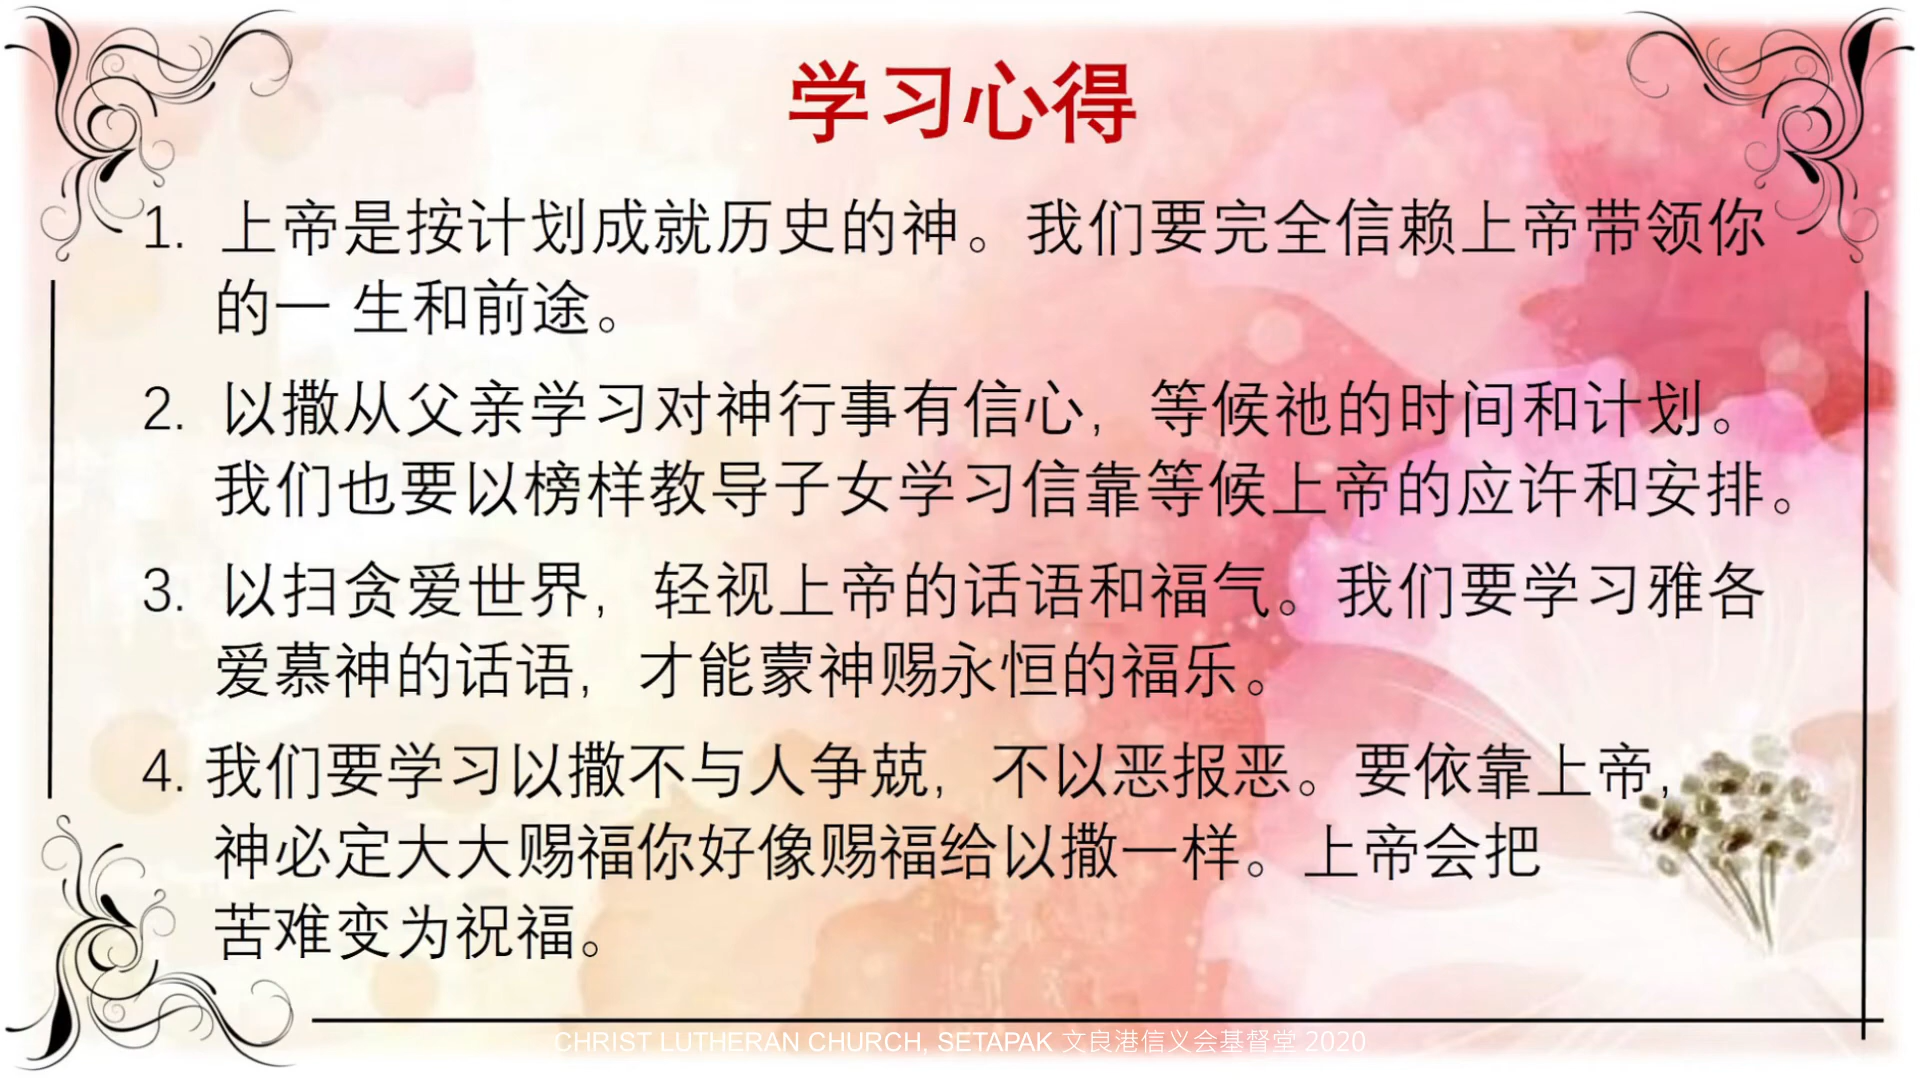 学习心得
1. 上帝是按计划成就历史的神。我们要完全信赖上帝带领你
的一 生和前途。
2. 以撒从父亲学习对神行事有信心，等候祂的时间和计划。
我们也要以榜样教导子女学习信靠等候上帝的应许和安排。
3. 以扫贪爱世界，轻视上帝的话语和福气。我们要学习雅各
爱慕神的话语，才能蒙神赐永恒的福乐。
4. 我们要学习以撒不与人争兢，不以恶报恶。要依靠上帝，
神必定大大赐福你好像赐福给以撒一样。上帝会把
苦难变为祝福。
CHRIST LUTHERAN CHURCH, SETAPAK 文良港信义会基督堂 2020